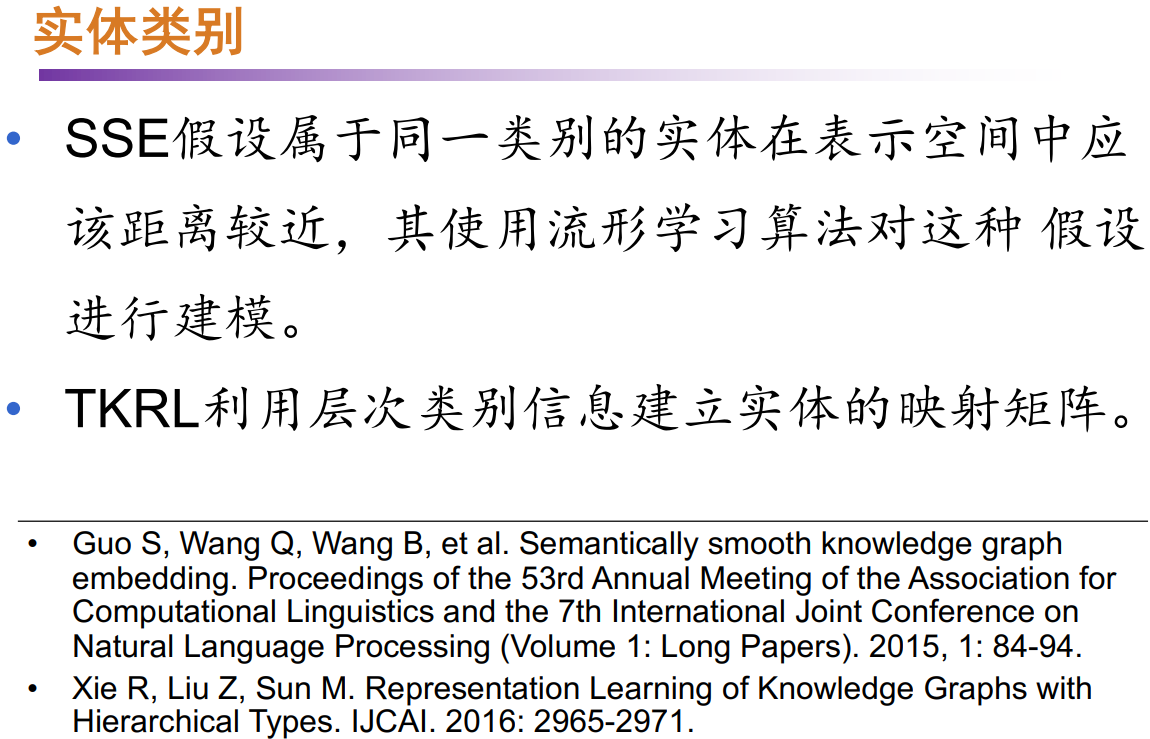 实体类别
• SSE假设属于同一类别的实体在表示空间中应
该距离较近，其使用流形学习算法对这种 假设
进行建模。
• TKRL利用层次类别信息建立实体的映射矩阵。
• Guo S, Wang Q, Wang B, et al. Semantically smooth knowledge graph
embedding. Proceedings of the 53rd Annual Meeting of the Association for
Computational Linguistics and the 7th International Joint Conference on
Natural Language Processing (Volume 1: Long Papers). 2015, 1: 84-94.
• Xie R, Liu Z, Sun M. Representation Learning of Knowledge Graphs with
Hierarchical Types. IJCAI. 2016: 2965-2971.